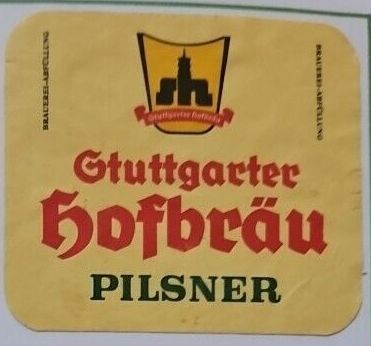 BRAUEREI-ABFÜLLUNG
BRAUEREI-ABFÜLLUNG
Stuttgarter Hofbräu
Stuttgarter
Hofbräu
PILSNER